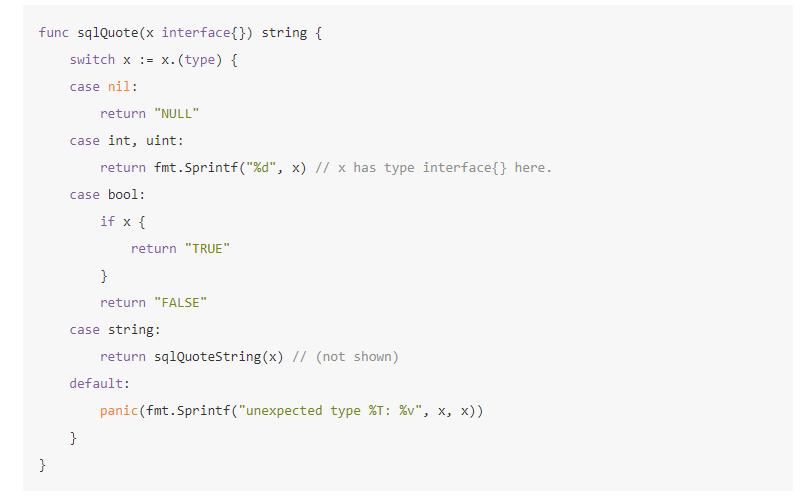 func sqlQuote(x interface{}) string {
    switch x := x.(type) {
    case nil:
        return "NULL"
    case int, uint:
        return fmt.Sprintf("%d", x) // x has type interface{} here.
    case bool:
        if x {
            return "TRUE"
        }
        return "FALSE"
    case string:
        return sqlQuoteString(x) // (not shown)
    default:
        panic(fmt.Sprintf("unexpected type %T: %v", x, x))
    }
}